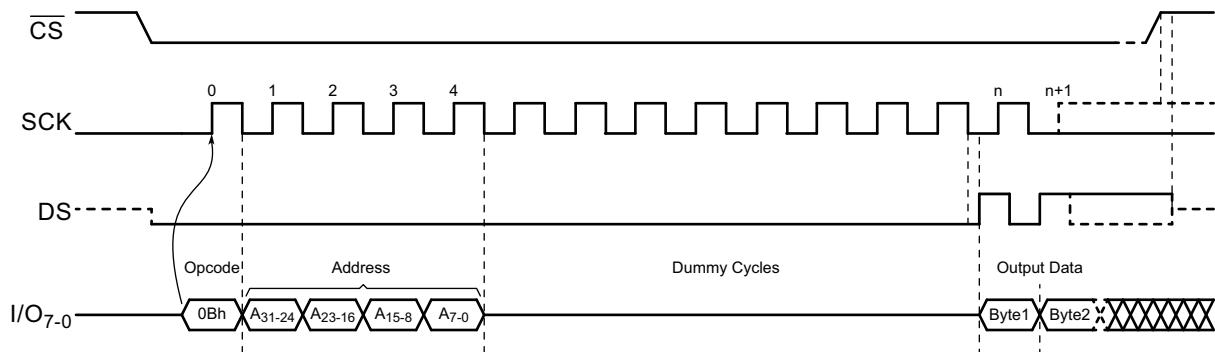 CS
0 1 2 3 4 n n+1
SCK
DS
Opcode Address Dummy Cycles Output Data
I/O7-0 0Bh A31-24 A23-16 A15-8 A7-0 Byte1 Byte2